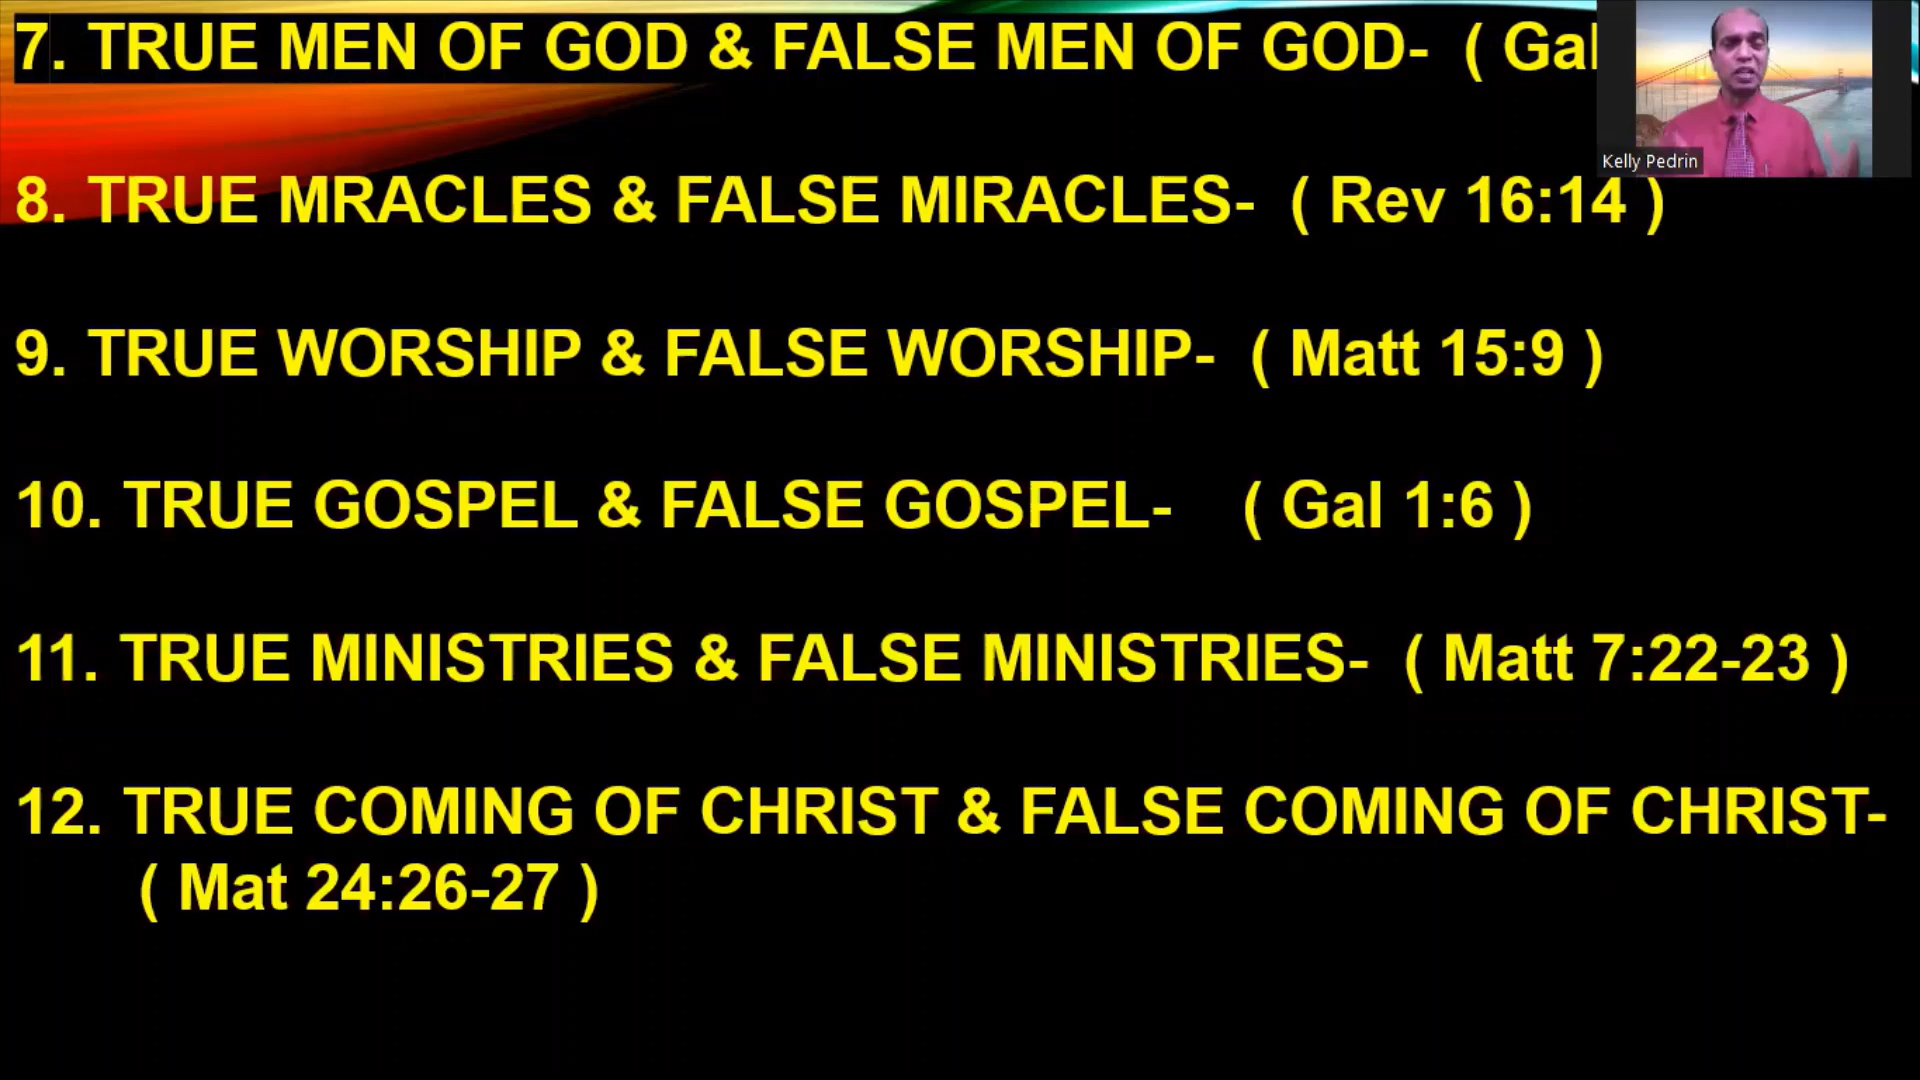 7. TRUE MEN OF GOD & FALSE MEN OF GOD- ( Gal
8. TRUE MRACLES & FALSE MIRACLES- ( Rev 16:14 )
9. TRUE WORSHIP & FALSE WORSHIP- ( Matt 15:9 )
10. TRUE GOSPEL & FALSE GOSPEL- ( Gal 1:6 )
11. TRUE MINISTRIES & FALSE MINISTRIES- ( Matt 7:22-23 )
12. TRUE COMING OF CHRIST & FALSE COMING OF CHRIST-
( Mat 24:26-27 )
Kelly Pedrin